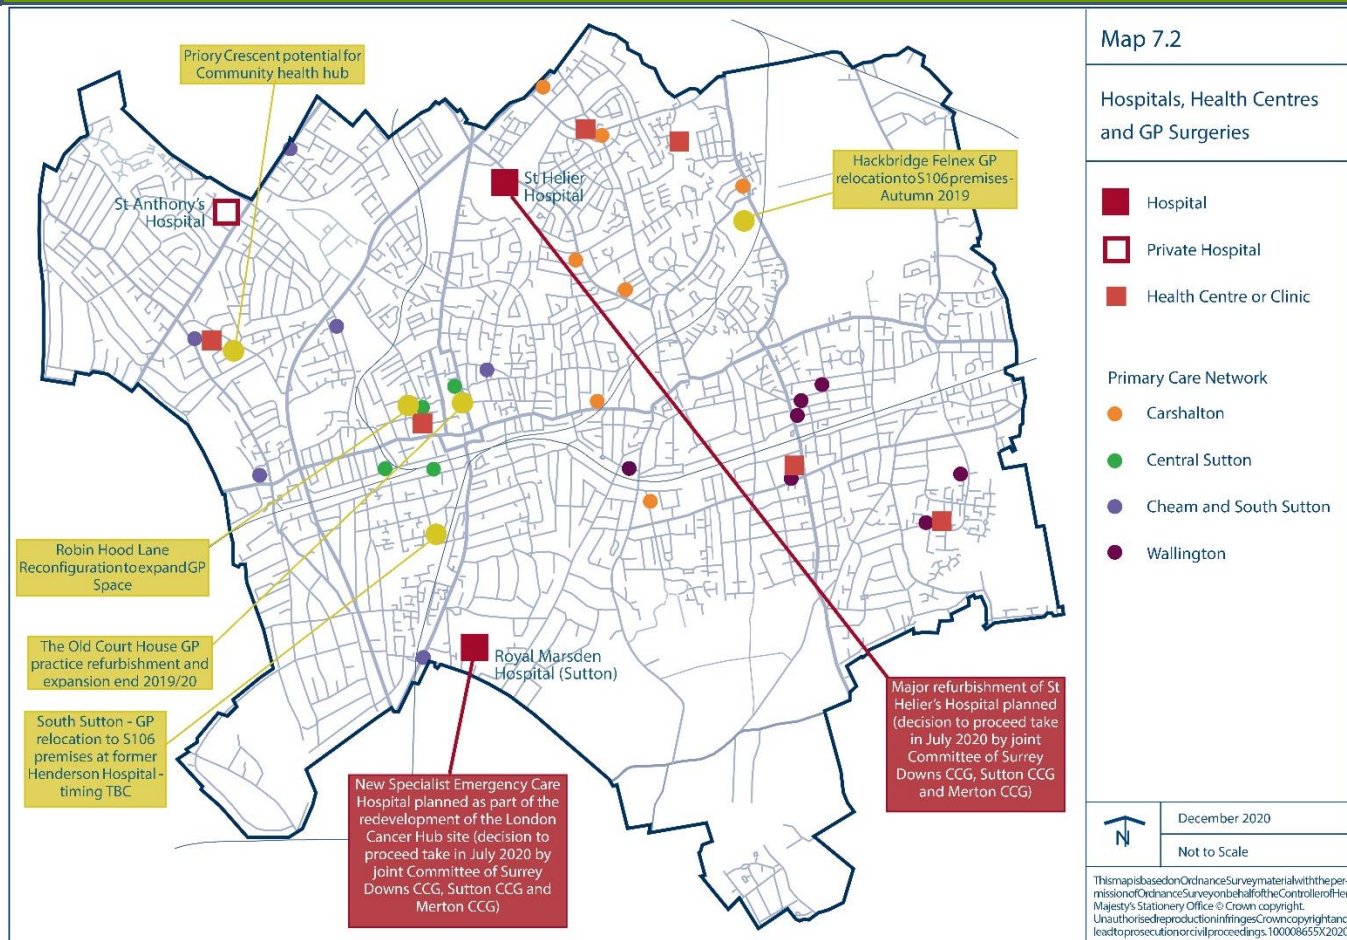 Priory Crescent potential for
Community health hub
St Anthony's
Hospital
St Helier
Hospital
Hackbridge Felnex GP
relocation to S106 premises -
Autumn 2019
Robin Hood Lane
Reconfiguration to expand GP
Space
The Old Court House GP
practice refurbishment and
expansion end 2019/20
South Sutton - GP
relocation to S106
premises at former
Henderson Hospital -
timing TBC
Royal Marsden
Hospital (Sutton)
New Specialist Emergency Care
Hospital planned as part of the
redevelopment of the London
Cancer Hub site (decision to
proceed take in July 2020 by
joint Committee of Surrey
Downs CCG, Sutton CCG and
Merton CCG)
Major refurbishment of St
Helier's Hospital planned
(decision to proceed take
in July 2020 by joint
Committee of Surrey
Downs CCG, Sutton CCG
and Merton CCG)
Map 7.2
Hospitals, Health Centres
and GP Surgeries
Hospital
Private Hospital
Health Centre or Clinic
Primary Care Network
Carshalton
Central Sutton
Cheam and South Sutton
Wallington
N
December 2020
Not to Scale
This map is based on Ordnance Survey material with the per-
mission of Ordnance Survey on behalf of the Controller of Her
Majesty's Stationery Office © Crown copyright.
Unauthorised reproduction infringes Crown copyright and
lead to prosecution or civil proceedings. 100008655X2020